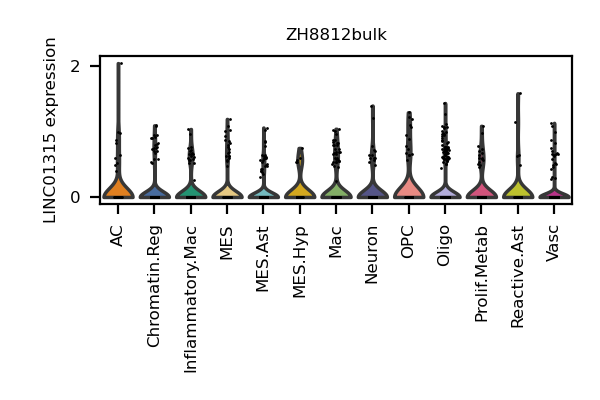 ZH8812bulk
LINC01315 expression
2
0
AC
Chromatin.Reg
Inflammatory.Mac
MES
MES.Ast
MES.Hyp
Mac
Neuron
OPC
Oligo
Prolif.Metab
Reactive.Ast
Vasc